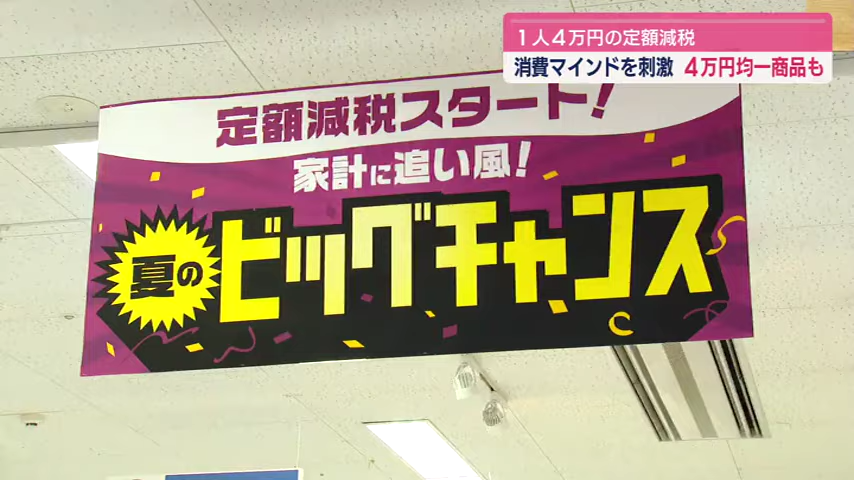 1人4万円の定額減税
消費マインドを刺激 4万円均一商品も
定額減税スタート!
家計に追い風!
夏の
ビッグチャンス